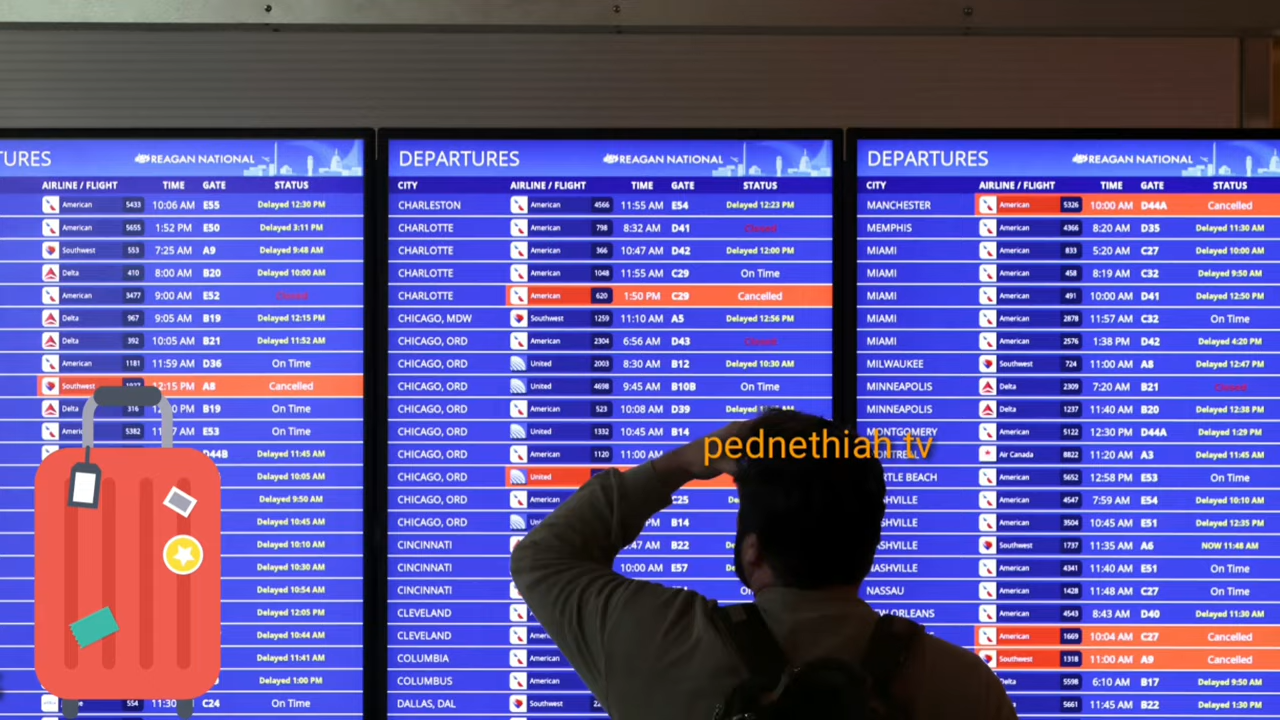 TURES REAGAN NATIONAL
AIRLINE / FLIGHT TIME GATE STATUS
American 5433 10:06 AM E55 Delayed 12:30 PM
American 5655 1:52 PM E50 Delayed 3:11 PM
Southwest 553 7:25 AM A9 Delayed 9:48 AM
Delta 410 8:00 AM B20 Delayed 10:00 AM
American 3477 9:00 AM E52 Closed
Delta 967 9:05 AM B19 Delayed 12:15 PM
Delta 392 10:05 AM B21 Delayed 11:52 AM
American 1181 11:59 AM D36 On Time
Southwest 12:15 PM A8 Cancelled
Delta 316 PM B19 On Time
5382 AM E53 On Time
D44B Delayed 11:45 AM
Delayed 10:05 AM
Delayed 9:50 AM
Delayed 10:45 AM
Delayed 10:10 AM
Delayed 10:30 AM
Delayed 10:54 AM
Delayed 12:05 PM
Delayed 10:44 AM
Delayed 11:41 AM
Delayed 1:00 PM
554 11:30 C24 On Time
DEPARTURES REAGAN NATIONAL
CITY AIRLINE / FLIGHT TIME GATE STATUS
CHARLESTON American 4566 11:55 AM E54 Delayed 12:23 PM
CHARLOTTE American 798 8:32 AM D41 Closed
CHARLOTTE American 366 10:47 AM D42 Delayed 12:00 PM
CHARLOTTE American 1048 11:55 AM C29 On Time
CHARLOTTE American 620 1:50 PM C29 Cancelled
CHICAGO, MDW Southwest 1259 11:10 AM A5 Delayed 12:56 PM
CHICAGO, ORD American 2304 6:56 AM D43 Closed
CHICAGO, ORD United 2003 8:30 AM B12 Delayed 10:30 AM
CHICAGO, ORD United 4698 9:45 AM B10B On Time
CHICAGO, ORD American 523 10:08 AM D39 Delayed
CHICAGO, ORD United 1332 10:45 AM B14
CHICAGO, ORD American 1120 11:00 AM
CHICAGO, ORD United
CHICAGO, ORD American C25
CHICAGO, ORD PM B14
CINCINNATI American :47 AM B22
CINCINNATI American 10:00 AM E57
CINCINNATI
CLEVELAND
CLEVELAND American
COLUMBIA American
COLUMBUS American
DALLAS, DAL Southwest
DEPARTURES REAGAN NATIONAL
CITY AIRLINE / FLIGHT TIME GATE STATUS
MANCHESTER American 5326 10:00 AM D44A Cancelled
MEMPHIS American 4366 8:20 AM D35 Delayed 11:30 AM
MIAMI American 833 5:20 AM C27 Delayed 10:00 AM
MIAMI American 458 8:19 AM C32 Delayed 9:50 AM
MIAMI American 491 10:00 AM D41 Delayed 12:50 PM
MIAMI American 2878 11:57 AM C32 On Time
MIAMI American 2576 1:38 PM D42 Delayed 4:20 PM
MILWAUKEE Southwest 724 11:00 AM A8 Delayed 12:47 PM
MINNEAPOLIS Delta 2309 7:20 AM B21 Closed
MINNEAPOLIS Delta 1237 11:40 AM B20 Delayed 12:38 PM
MONTGOMERY American 5122 12:30 PM D44A Delayed 1:29 PM
NTREAL Air Canada 8822 11:20 AM A3 Delayed 11:45 AM
RTLE BEACH American 5652 12:58 PM E53 On Time
SHVILLE American 4547 7:59 AM E54 Delayed 10:10 AM
SHVILLE American 3504 10:45 AM E51 Delayed 12:35 PM
ASHVILLE Southwest 1737 11:35 AM A6 NOW 11:48 AM
NASHVILLE American 4341 11:40 AM E51 On Time
NASSAU American 1428 11:48 AM C27 On Time
NEW ORLEANS American 4543 8:43 AM D40 Delayed 11:30 AM
American 1669 10:04 AM C27 Cancelled
Southwest 1318 11:00 AM A9 Cancelled
Delta 5598 6:10 AM B17 Delayed 9:50 AM
5661 11:45 AM B22 Delayed 1:30 PM
pednethiah.tv